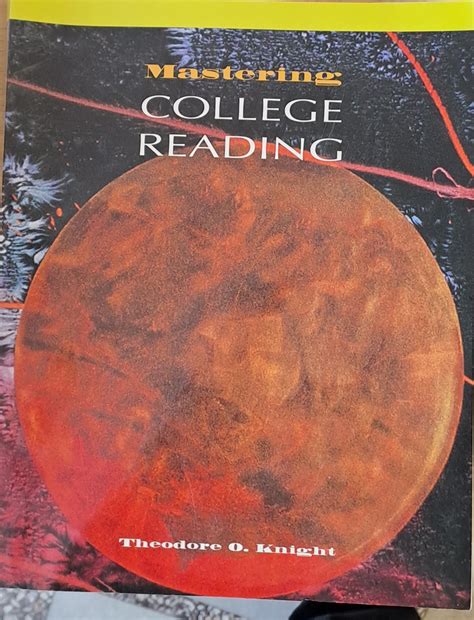 Mastering
COLLEGE
READING
Theodore O. Knight